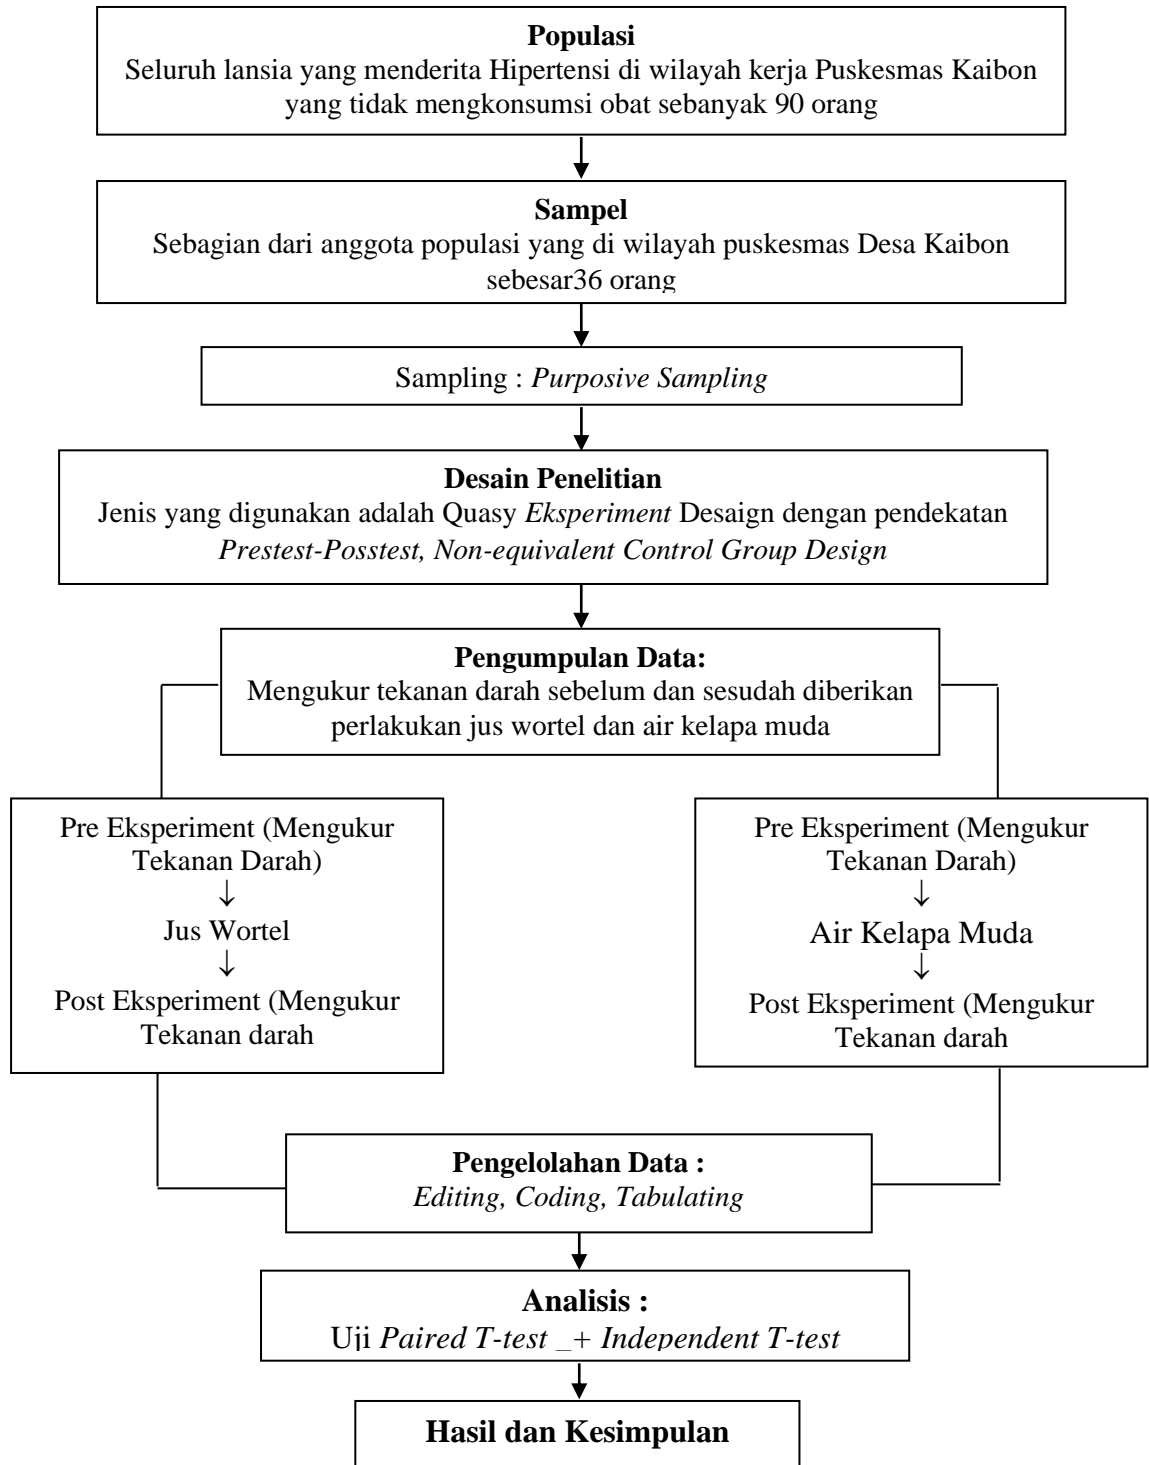 Populasi
Seluruh lansia yang menderita Hipertensi di wilayah kerja Puskesmas Kaibon
yang tidak mengkonsumsi obat sebanyak 90 orang
Sampel
Sebagian dari anggota populasi yang di wilayah puskesmas Desa Kaibon
sebesar36 orang
Sampling : Purposive Sampling
Desain Penelitian
Jenis yang digunakan adalah Quasy Eksperiment Desaign dengan pendekatan
Prestest-Posstest, Non-equivalent Control Group Design
Pengumpulan Data:
Mengukur tekanan darah sebelum dan sesudah diberikan
perlakukan jus wortel dan air kelapa muda
Pre Eksperiment (Mengukur
Tekanan Darah)
↓
Jus Wortel
↓
Post Eksperiment (Mengukur
Tekanan darah
Pre Eksperiment (Mengukur
Tekanan Darah)
↓
Air Kelapa Muda
↓
Post Eksperiment (Mengukur
Tekanan darah
Pengelolahan Data :
Editing, Coding, Tabulating
Analisis :
Uji Paired T-test _+ Independent T-test
Hasil dan Kesimpulan